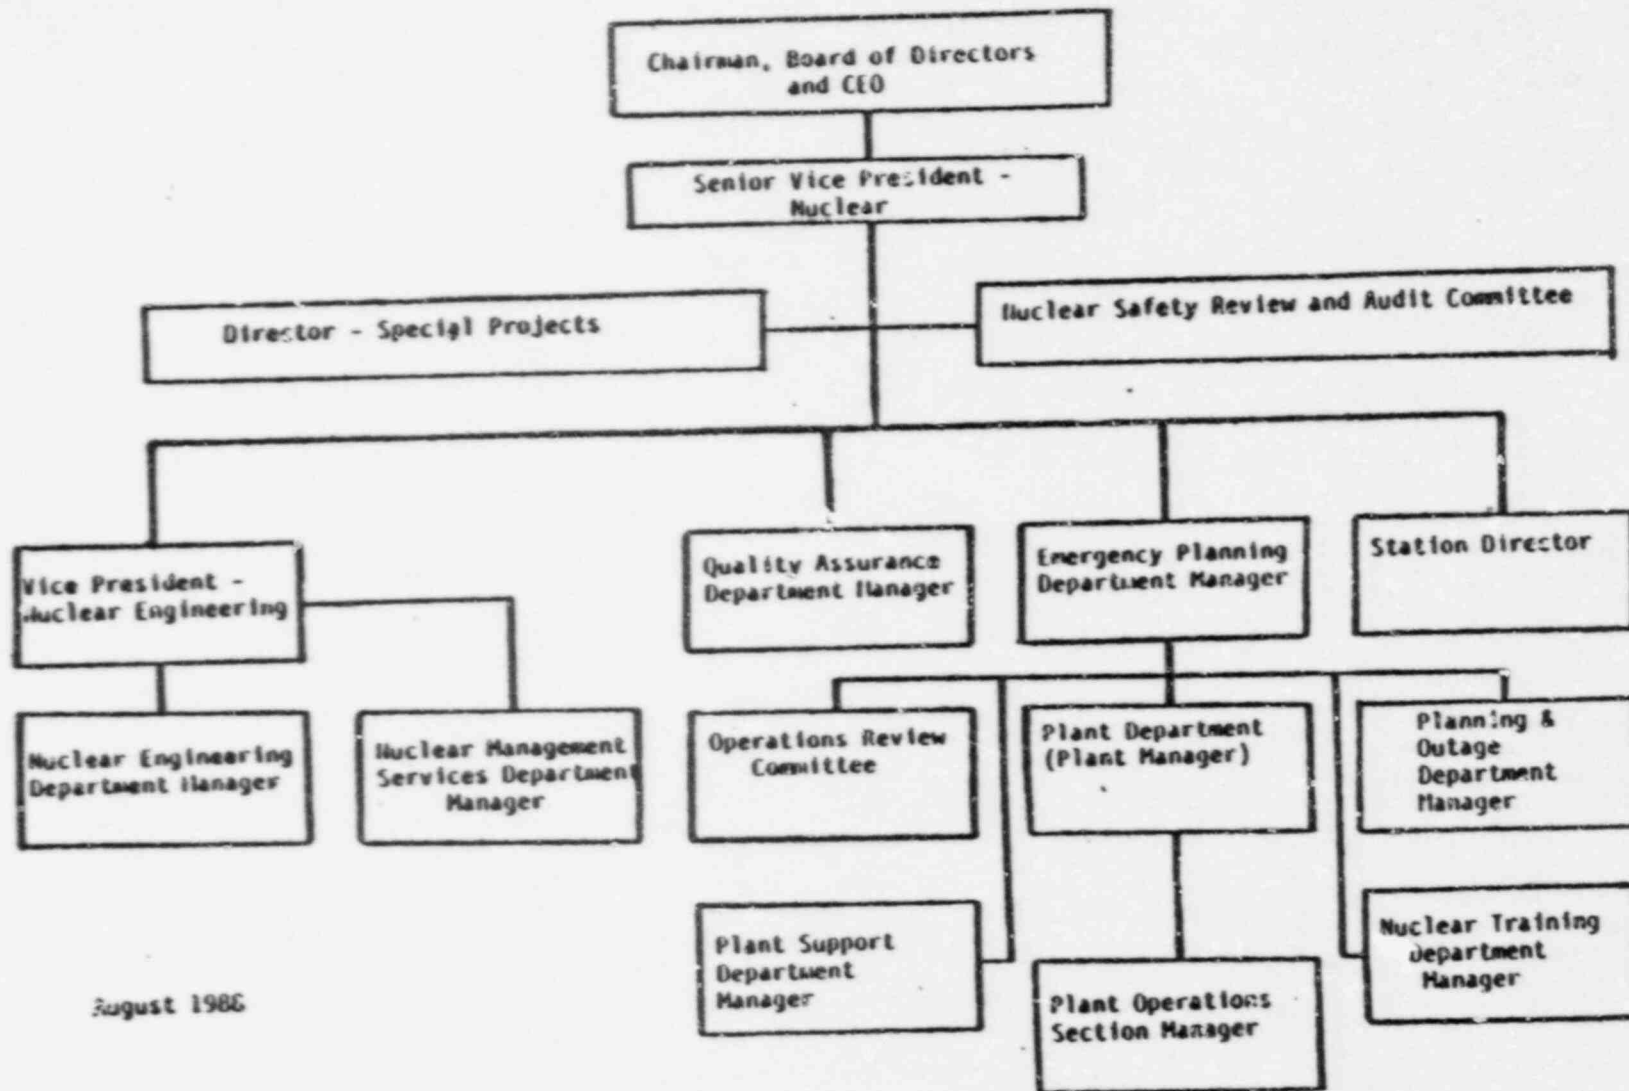 Chairman, Board of Directors
and CEO
Senior Vice President -
Nuclear
Director - Special Projects
Nuclear Safety Review and Audit Committee
Vice President -
Nuclear Engineering
Quality Assurance
Department Manager
Emergency Planning
Department Manager
Station Director
Nuclear Engineering
Department Manager
Nuclear Management
Services Department
Manager
Operations Review
Committee
Plant Department
(Plant Manager)
Planning &
Outage
Department
Manager
Plant Support
Department
Manager
Plant Operations
Section Manager
Nuclear Training
Department
Manager
August